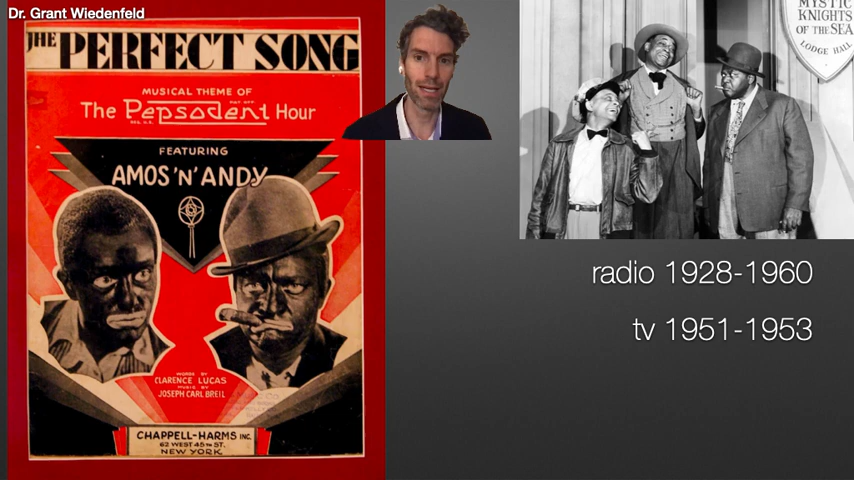 Dr. Grant Wiedenfeld
THE PERFECT SONG
MUSICAL THEME OF
The Pepsodent Hour
FEATURING
AMOS 'N' ANDY
WORDS BY
CLARENCE LUCAS
MUSIC BY
JOSEPH CARL BREIL
CHAPPELL-HARMS INC.
62 WEST 45TH ST.
NEW YORK
MYSTIC
KNIGHTS
OF THE SEA
LODGE HALL
radio 1928-1960
tv 1951-1953